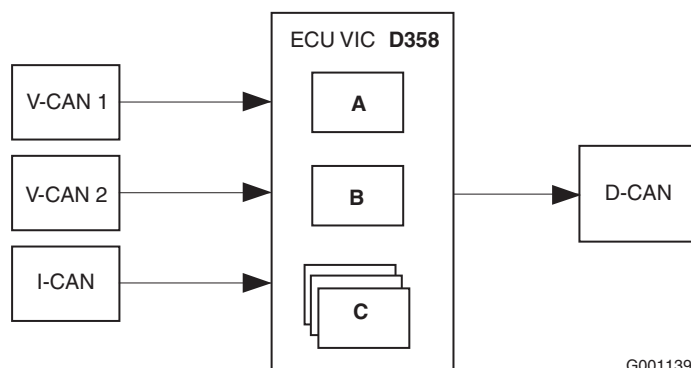 ECU VIC D358
V-CAN 1
A
V-CAN 2
B
D-CAN
I-CAN
C
G001139